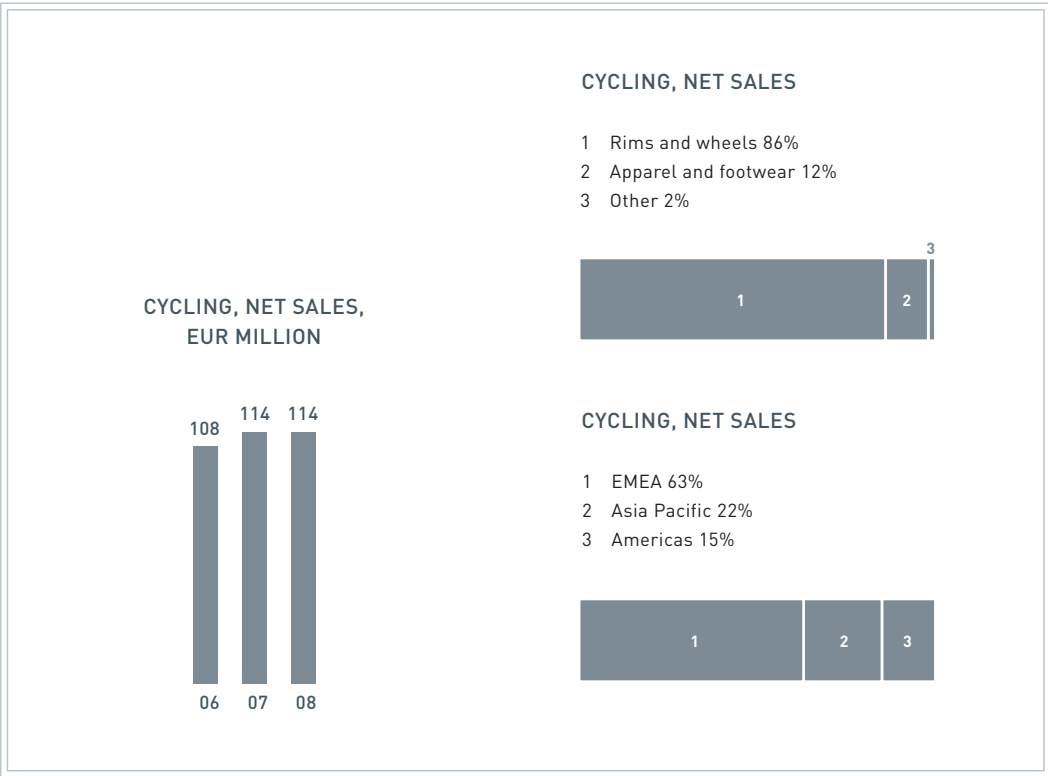 CYCLING, NET SALES,
EUR MILLION
108
114
114
06
07
08
CYCLING, NET SALES
1 Rims and wheels 86%
2 Apparel and footwear 12%
3 Other 2%
3
1
2
CYCLING, NET SALES
1 EMEA 63%
2 Asia Pacific 22%
3 Americas 15%
1
2
3